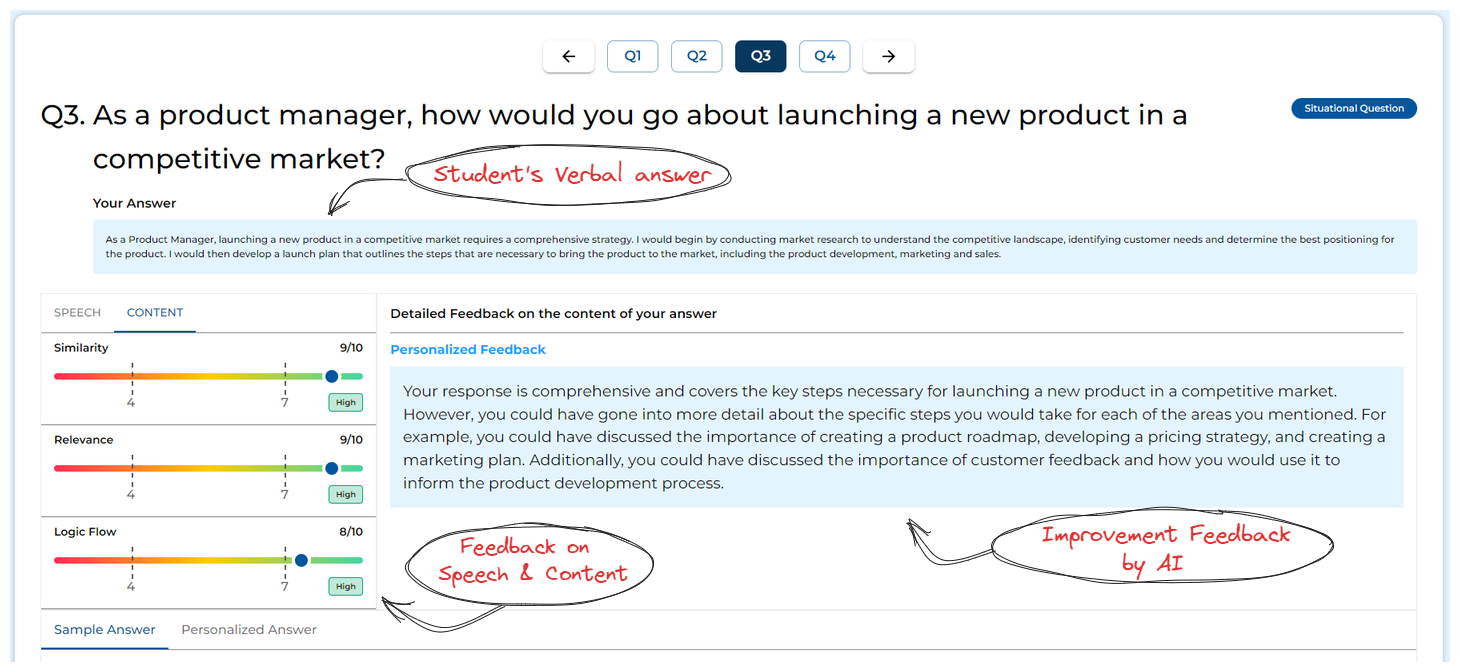 ← Q1 Q2 Q3 Q4 →
Q3. As a product manager, how would you go about launching a new product in a
competitive market?
Situational Question
Student's Verbal answer
Your Answer
As a Product Manager, launching a new product in a competitive market requires a comprehensive strategy. I would begin by conducting market research to understand the competitive landscape, identifying customer needs and determine the best positioning for
the product. I would then develop a launch plan that outlines the steps that are necessary to bring the product to the market, including the product development, marketing and sales.
SPEECH CONTENT
Similarity 9/10
4 7 High
Relevance 9/10
4 7 High
Logic Flow 8/10
4 7 High
Detailed Feedback on the content of your answer
Personalized Feedback
Your response is comprehensive and covers the key steps necessary for launching a new product in a competitive market.
However, you could have gone into more detail about the specific steps you would take for each of the areas you mentioned. For
example, you could have discussed the importance of creating a product roadmap, developing a pricing strategy, and creating a
marketing plan. Additionally, you could have discussed the importance of customer feedback and how you would use it to
inform the product development process.
Feedback on
Speech & Content
Improvement Feedback
by AI
Sample Answer Personalized Answer